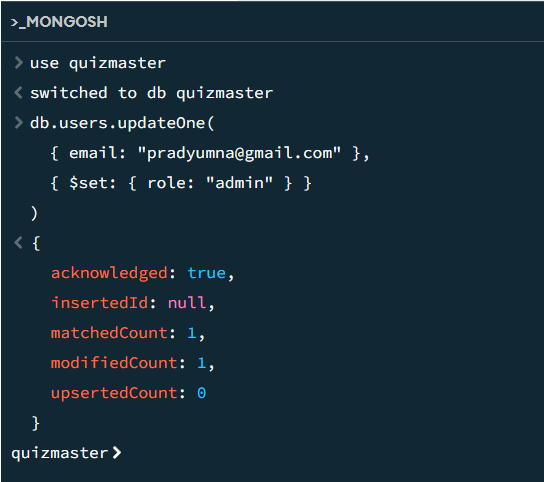 >_MONGOSH
> use quizmaster
< switched to db quizmaster
> db.users.updateOne(
{ email: "pradyumna@gmail.com" },
{ $set: { role: "admin" } }
)
< {
acknowledged: true,
insertedId: null,
matchedCount: 1,
modifiedCount: 1,
upsertedCount: 0
}
quizmaster>